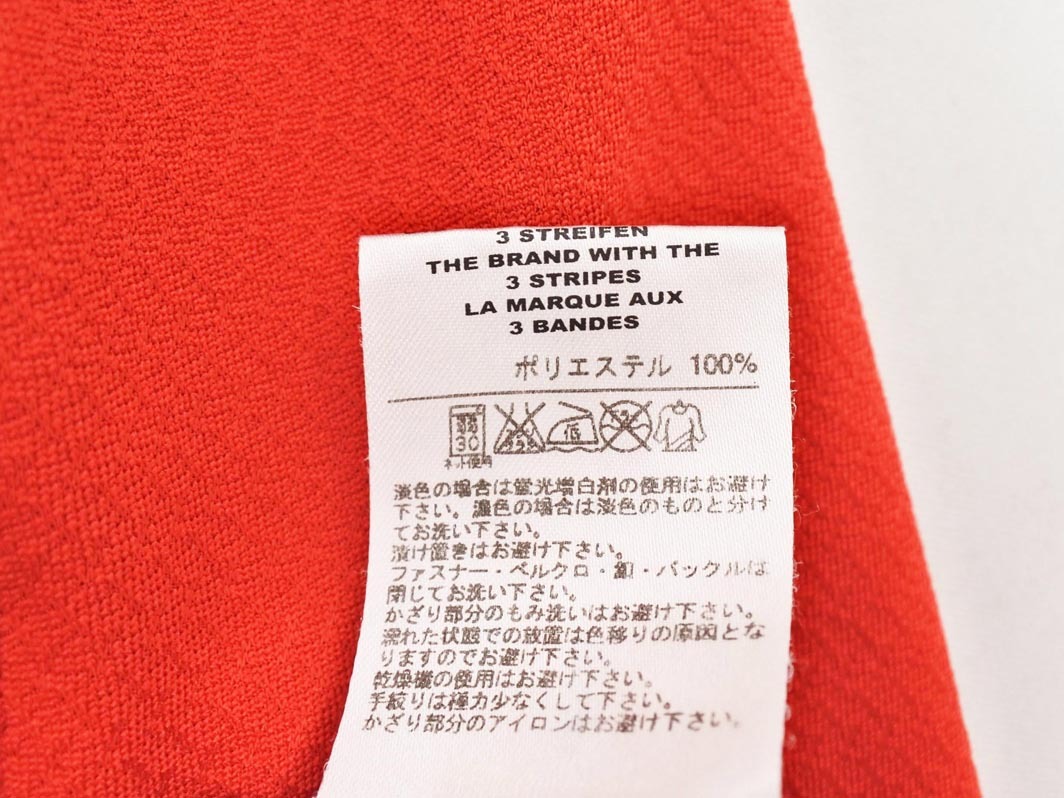 3 STREIFEN
THE BRAND WITH THE
3 STRIPES
LA MARQUE AUX
3 BANDES
ポリエステル 100%
30 低
ネット使用
淡色の場合は蛍光増白剤の使用はお避け
下さい。濃色の場合は淡色のものと分け
てお洗い下さい。
漬け置きはお避け下さい。
ファスナー・ベルクロ・釦・バックルは
閉じてお洗い下さい。
かざり部分のもみ洗いはお避け下さい。
濡れた状態での放置は色移りの原因とな
りますのでお避け下さい。
乾燥機の使用はお避け下さい。
手絞りは極力少なくして下さい。
かざり部分のアイロンはお避け下さい。